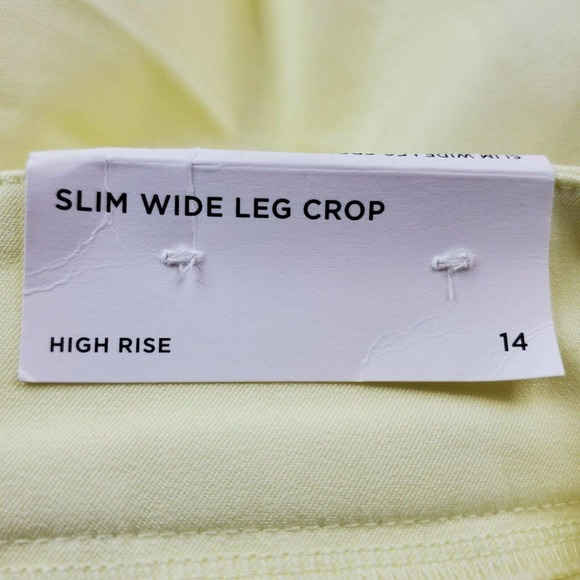 SLIM WIDE LEG CROP
HIGH RISE
14